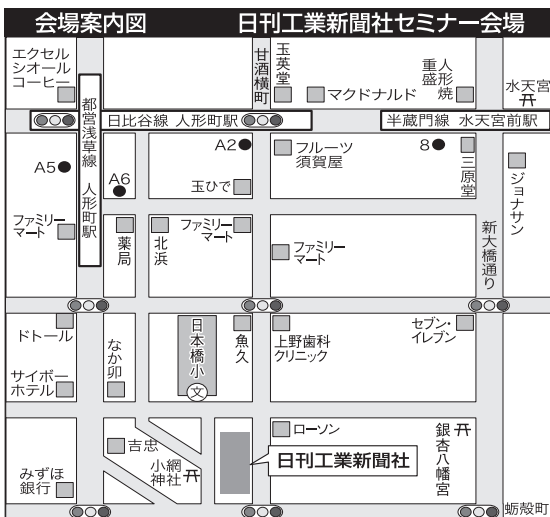 会場案内図　日刊工業新聞社セミナー会場
エクセル
シオール
コーヒー
甘酒横町
玉英堂
マクドナルド
人形焼
重盛
水天宮
都営浅草線 人形町駅
日比谷線 人形町駅
半蔵門線 水天宮前駅
A5
A6
A2
フルーツ
須賀屋
8
三原堂
ジョナサン
玉ひで
ファミリー
マート
薬局
北浜
ファミリー
マート
ファミリー
マート
新大橋通り
ドトール
なか卯
日本橋小
文
魚久
上野歯科
クリニック
セブン・
イレブン
サイボー
ホテル
吉忠
小網
神社
ローソン
日刊工業新聞社
銀杏八幡宮
みずほ
銀行
蛎殻町